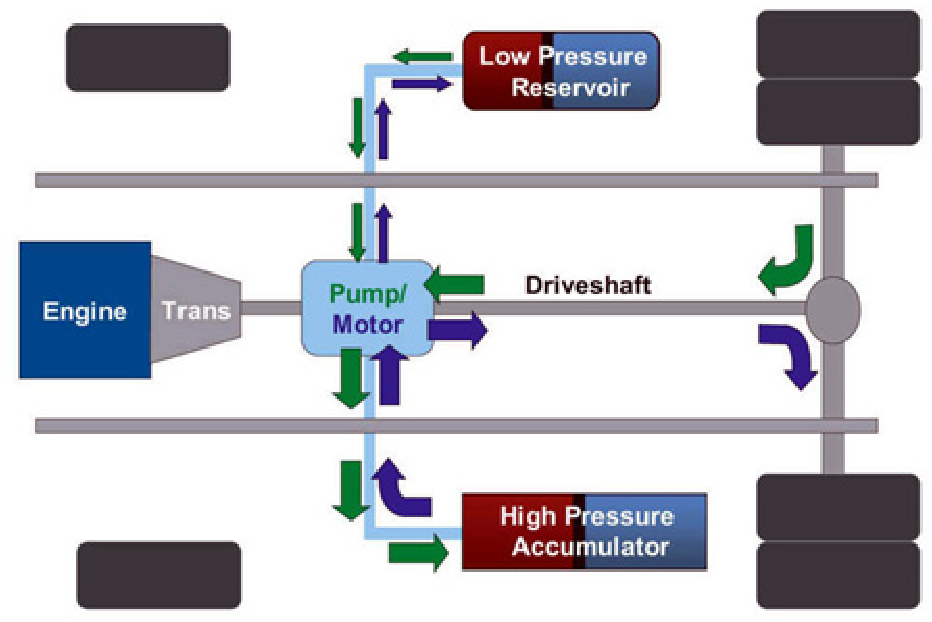 Low Pressure
Reservoir
Engine
Trans
Pump/
Motor
Driveshaft
High Pressure
Accumulator